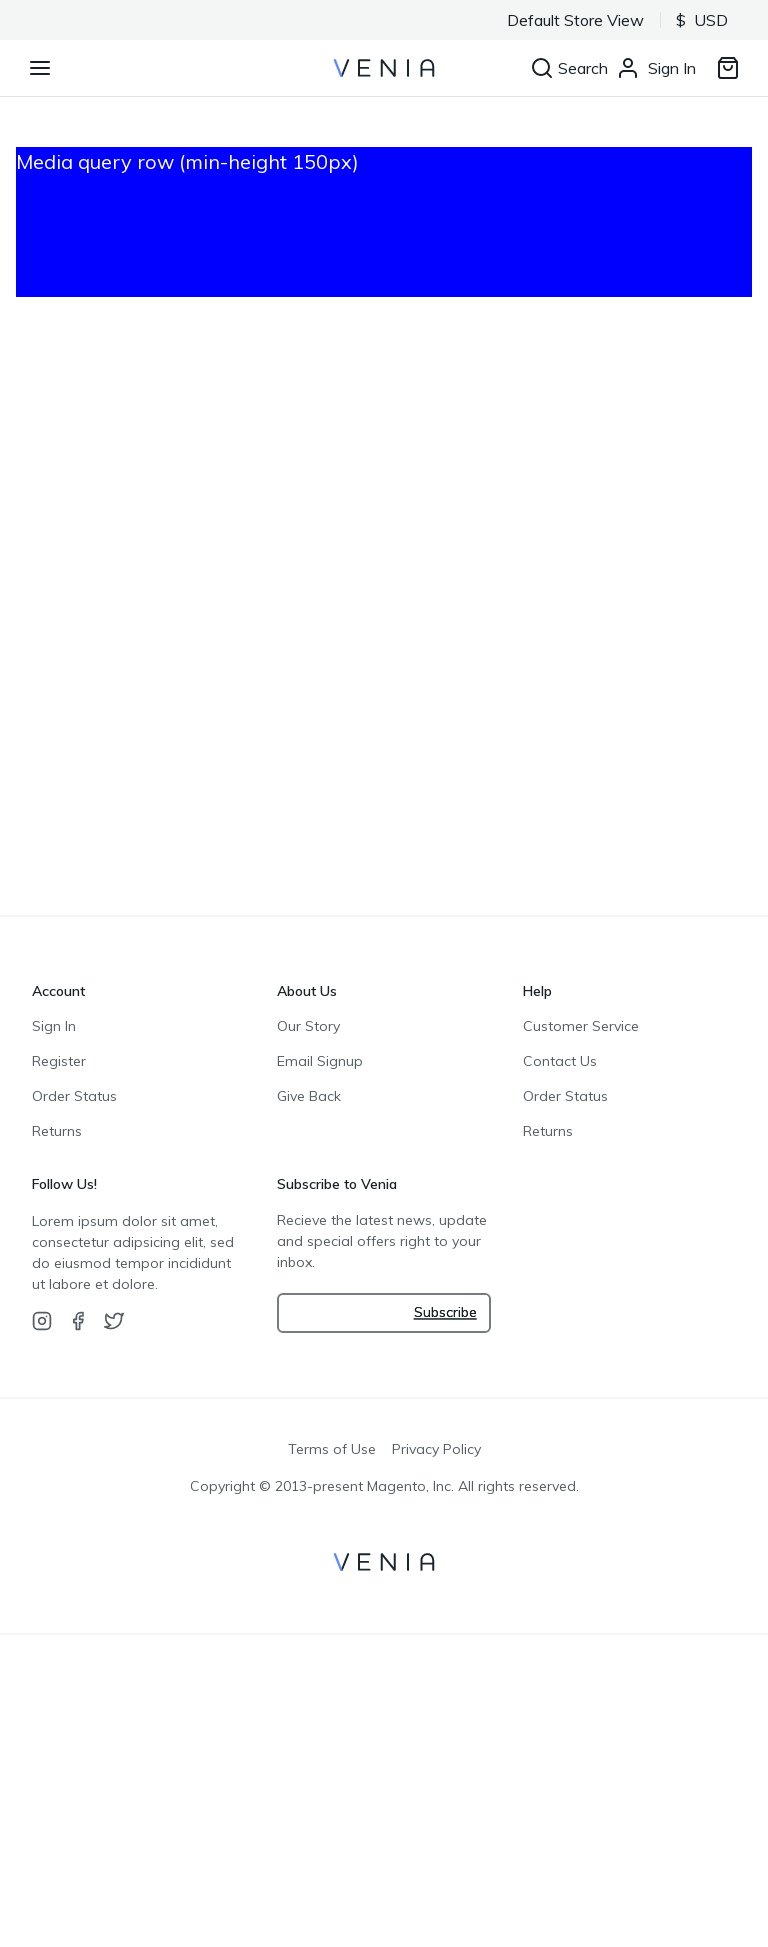 Default Store View $ USD
VENIA Search Sign In
Media query row (min-height 150px)
Account
Sign In
Register
Order Status
Returns
About Us
Our Story
Email Signup
Give Back
Help
Customer Service
Contact Us
Order Status
Returns
Follow Us!
Lorem ipsum dolor sit amet,
consectetur adipsicing elit, sed
do eiusmod tempor incididunt
ut labore et dolore.
Subscribe to Venia
Recieve the latest news, update
and special offers right to your
inbox.
Subscribe
Terms of Use Privacy Policy
Copyright © 2013-present Magento, Inc. All rights reserved.
VENIA